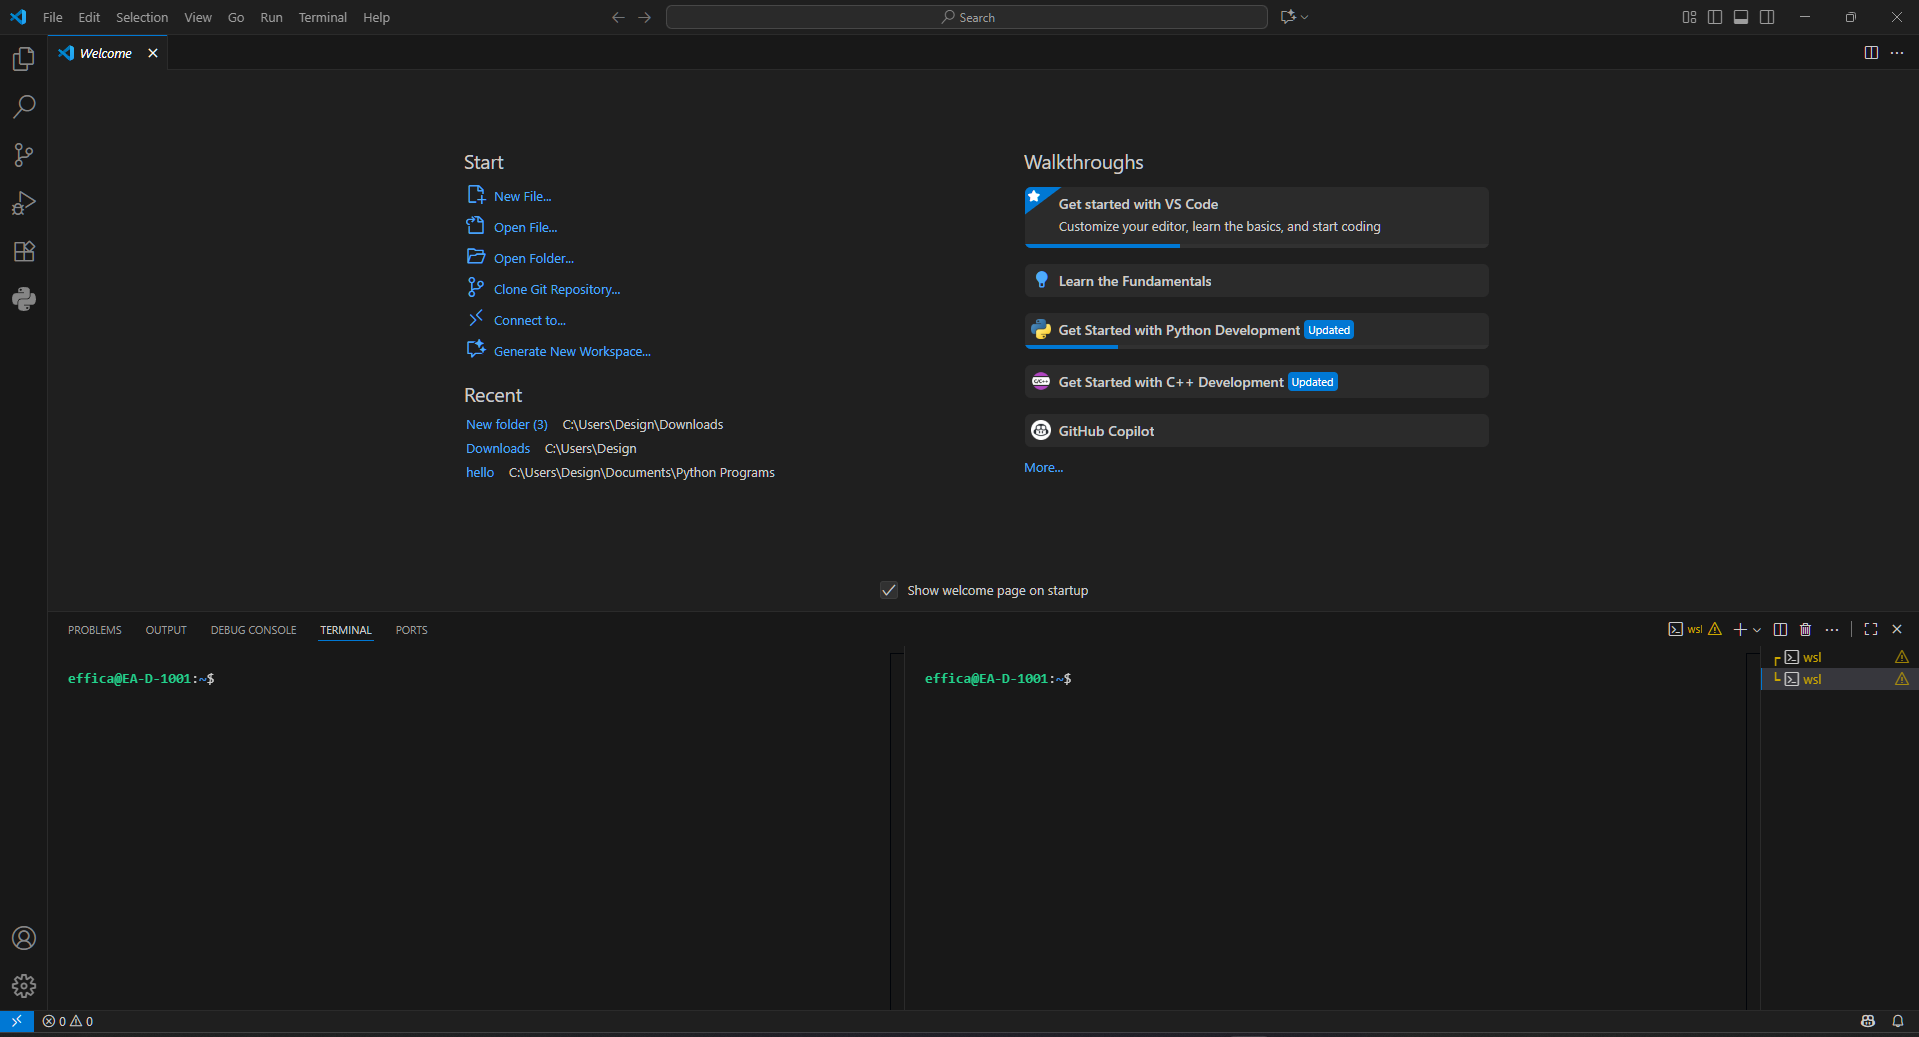 File Edit Selection View Go Run Terminal Help
Search
Welcome
Start
New File...
Open File...
Open Folder...
Clone Git Repository...
Connect to...
Generate New Workspace...
Recent
New folder (3) C:\Users\Design\Downloads
Downloads C:\Users\Design
hello C:\Users\Design\Documents\Python Programs
Walkthroughs
Get started with VS Code
Customize your editor, learn the basics, and start coding
Learn the Fundamentals
Get Started with Python Development Updated
C/C++ Get Started with C++ Development Updated
GitHub Copilot
More...
Show welcome page on startup
PROBLEMS OUTPUT DEBUG CONSOLE TERMINAL PORTS
wsl
effica@EA-D-1001:~$
effica@EA-D-1001:~$
wsl
wsl
0 0